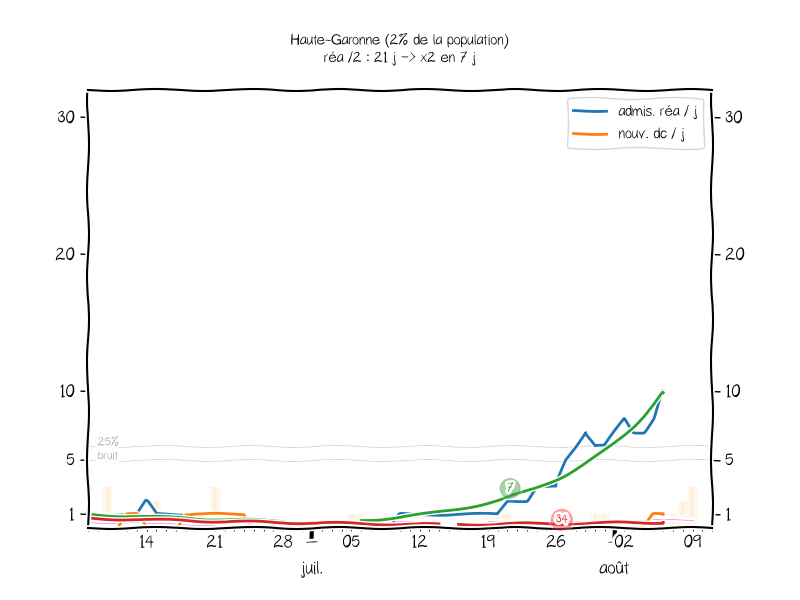 Haute-Garonne (2% de la population)
réa /2 : 21 j -> x2 en 7 j
admis. réa / j
nouv. dc / j
30
30
20
20
10
10
25%
bruit
5
5
7
34
1
1
14 21 28 05 12 19 26 02 09
juil. août